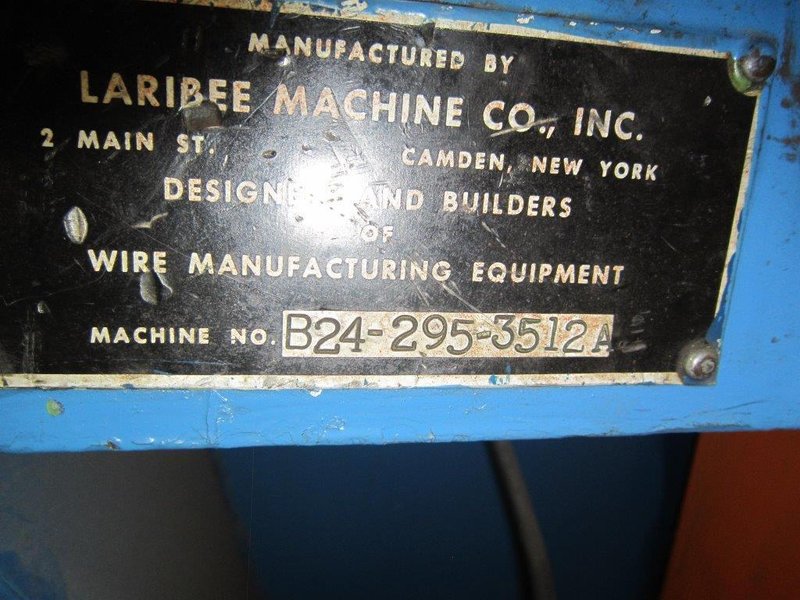 MANUFACTURED BY
LARIBEE MACHINE CO., INC.
2 MAIN ST. CAMDEN, NEW YORK
AND BUILDERS
OF
WIRE MANUFACTURING EQUIPMENT
MACHINE NO. B24-295-3512A